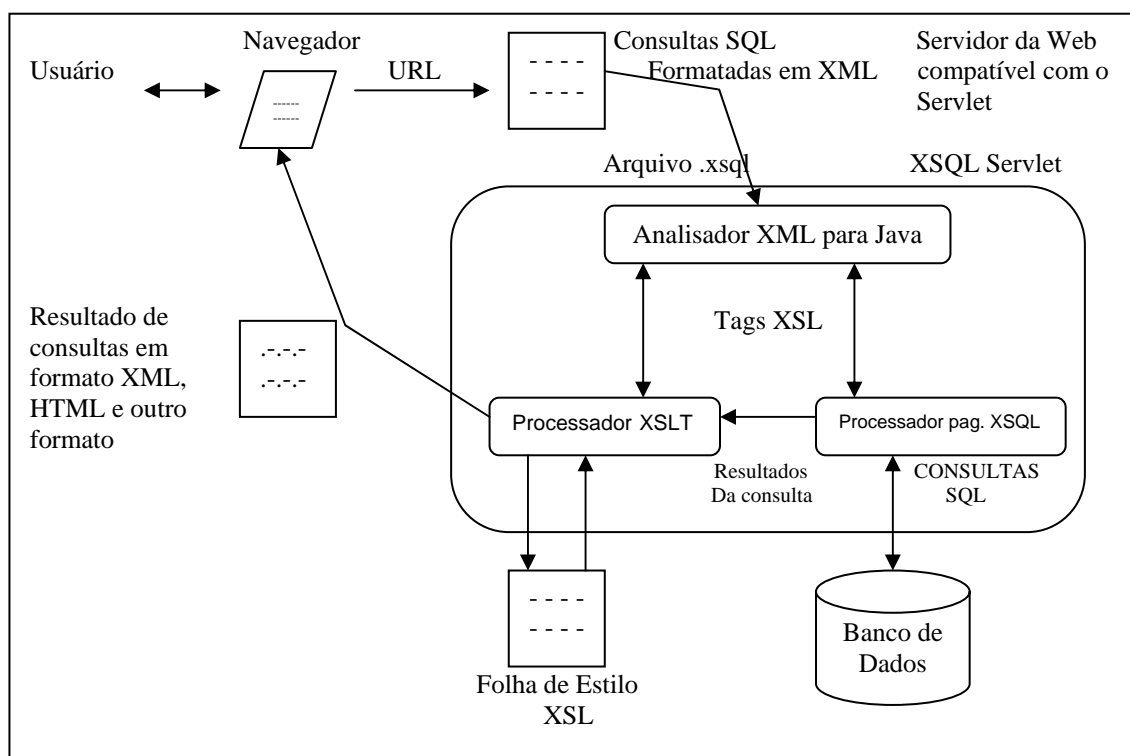 Navegador
Usuário
URL
Consultas SQL
Formatadas em XML
Servidor da Web
compatível com o
Servlet
Arquivo .xsql
XSQL Servlet
Analisador XML para Java
Tags XSL
Resultado de
consultas em
formato XML,
HTML e outro
formato
Processador XSLT
Processador pag. XSQL
Resultados
Da consulta
CONSULTAS
SQL
Folha de Estilo
XSL
Banco de
Dados